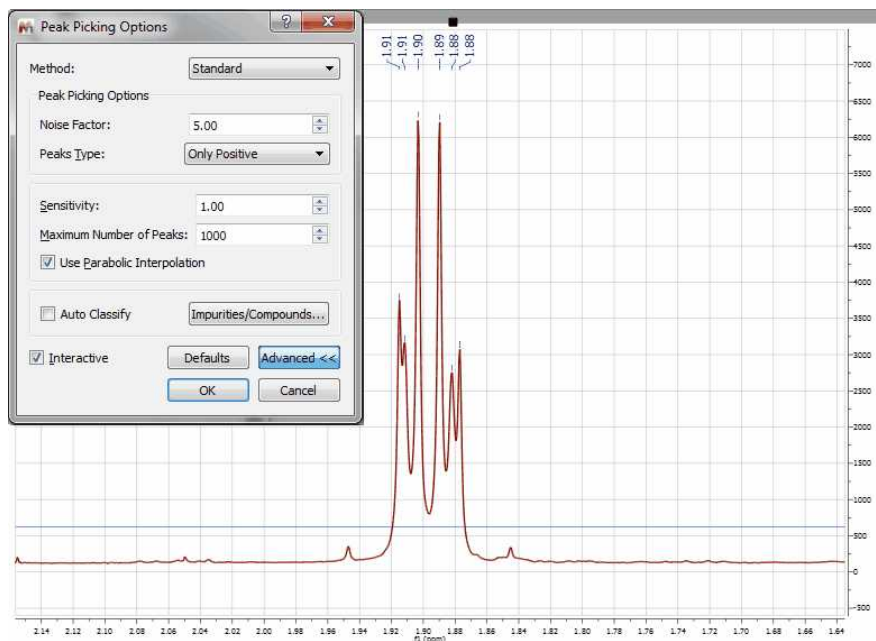 Peak Picking Options
Method: Standard
Peak Picking Options
Noise Factor: 5.00
Peaks Type: Only Positive
Sensitivity: 1.00
Maximum Number of Peaks: 1000
Use Parabolic Interpolation
Auto Classify Impurities/Compounds...
Interactive Defaults Advanced <<
OK Cancel
1.91
1.91
1.90
1.89
1.88
1.88
7000
6500
6000
5500
5000
4500
4000
3500
3000
2500
2000
1500
1000
500
0
-500
2.14 2.12 2.10 2.08 2.06 2.04 2.02 2.00 1.98 1.96 1.94 1.92 1.90 1.88 1.86 1.84 1.82 1.80 1.78 1.76 1.74 1.72 1.70 1.68 1.66 1.64
f1 (ppm)